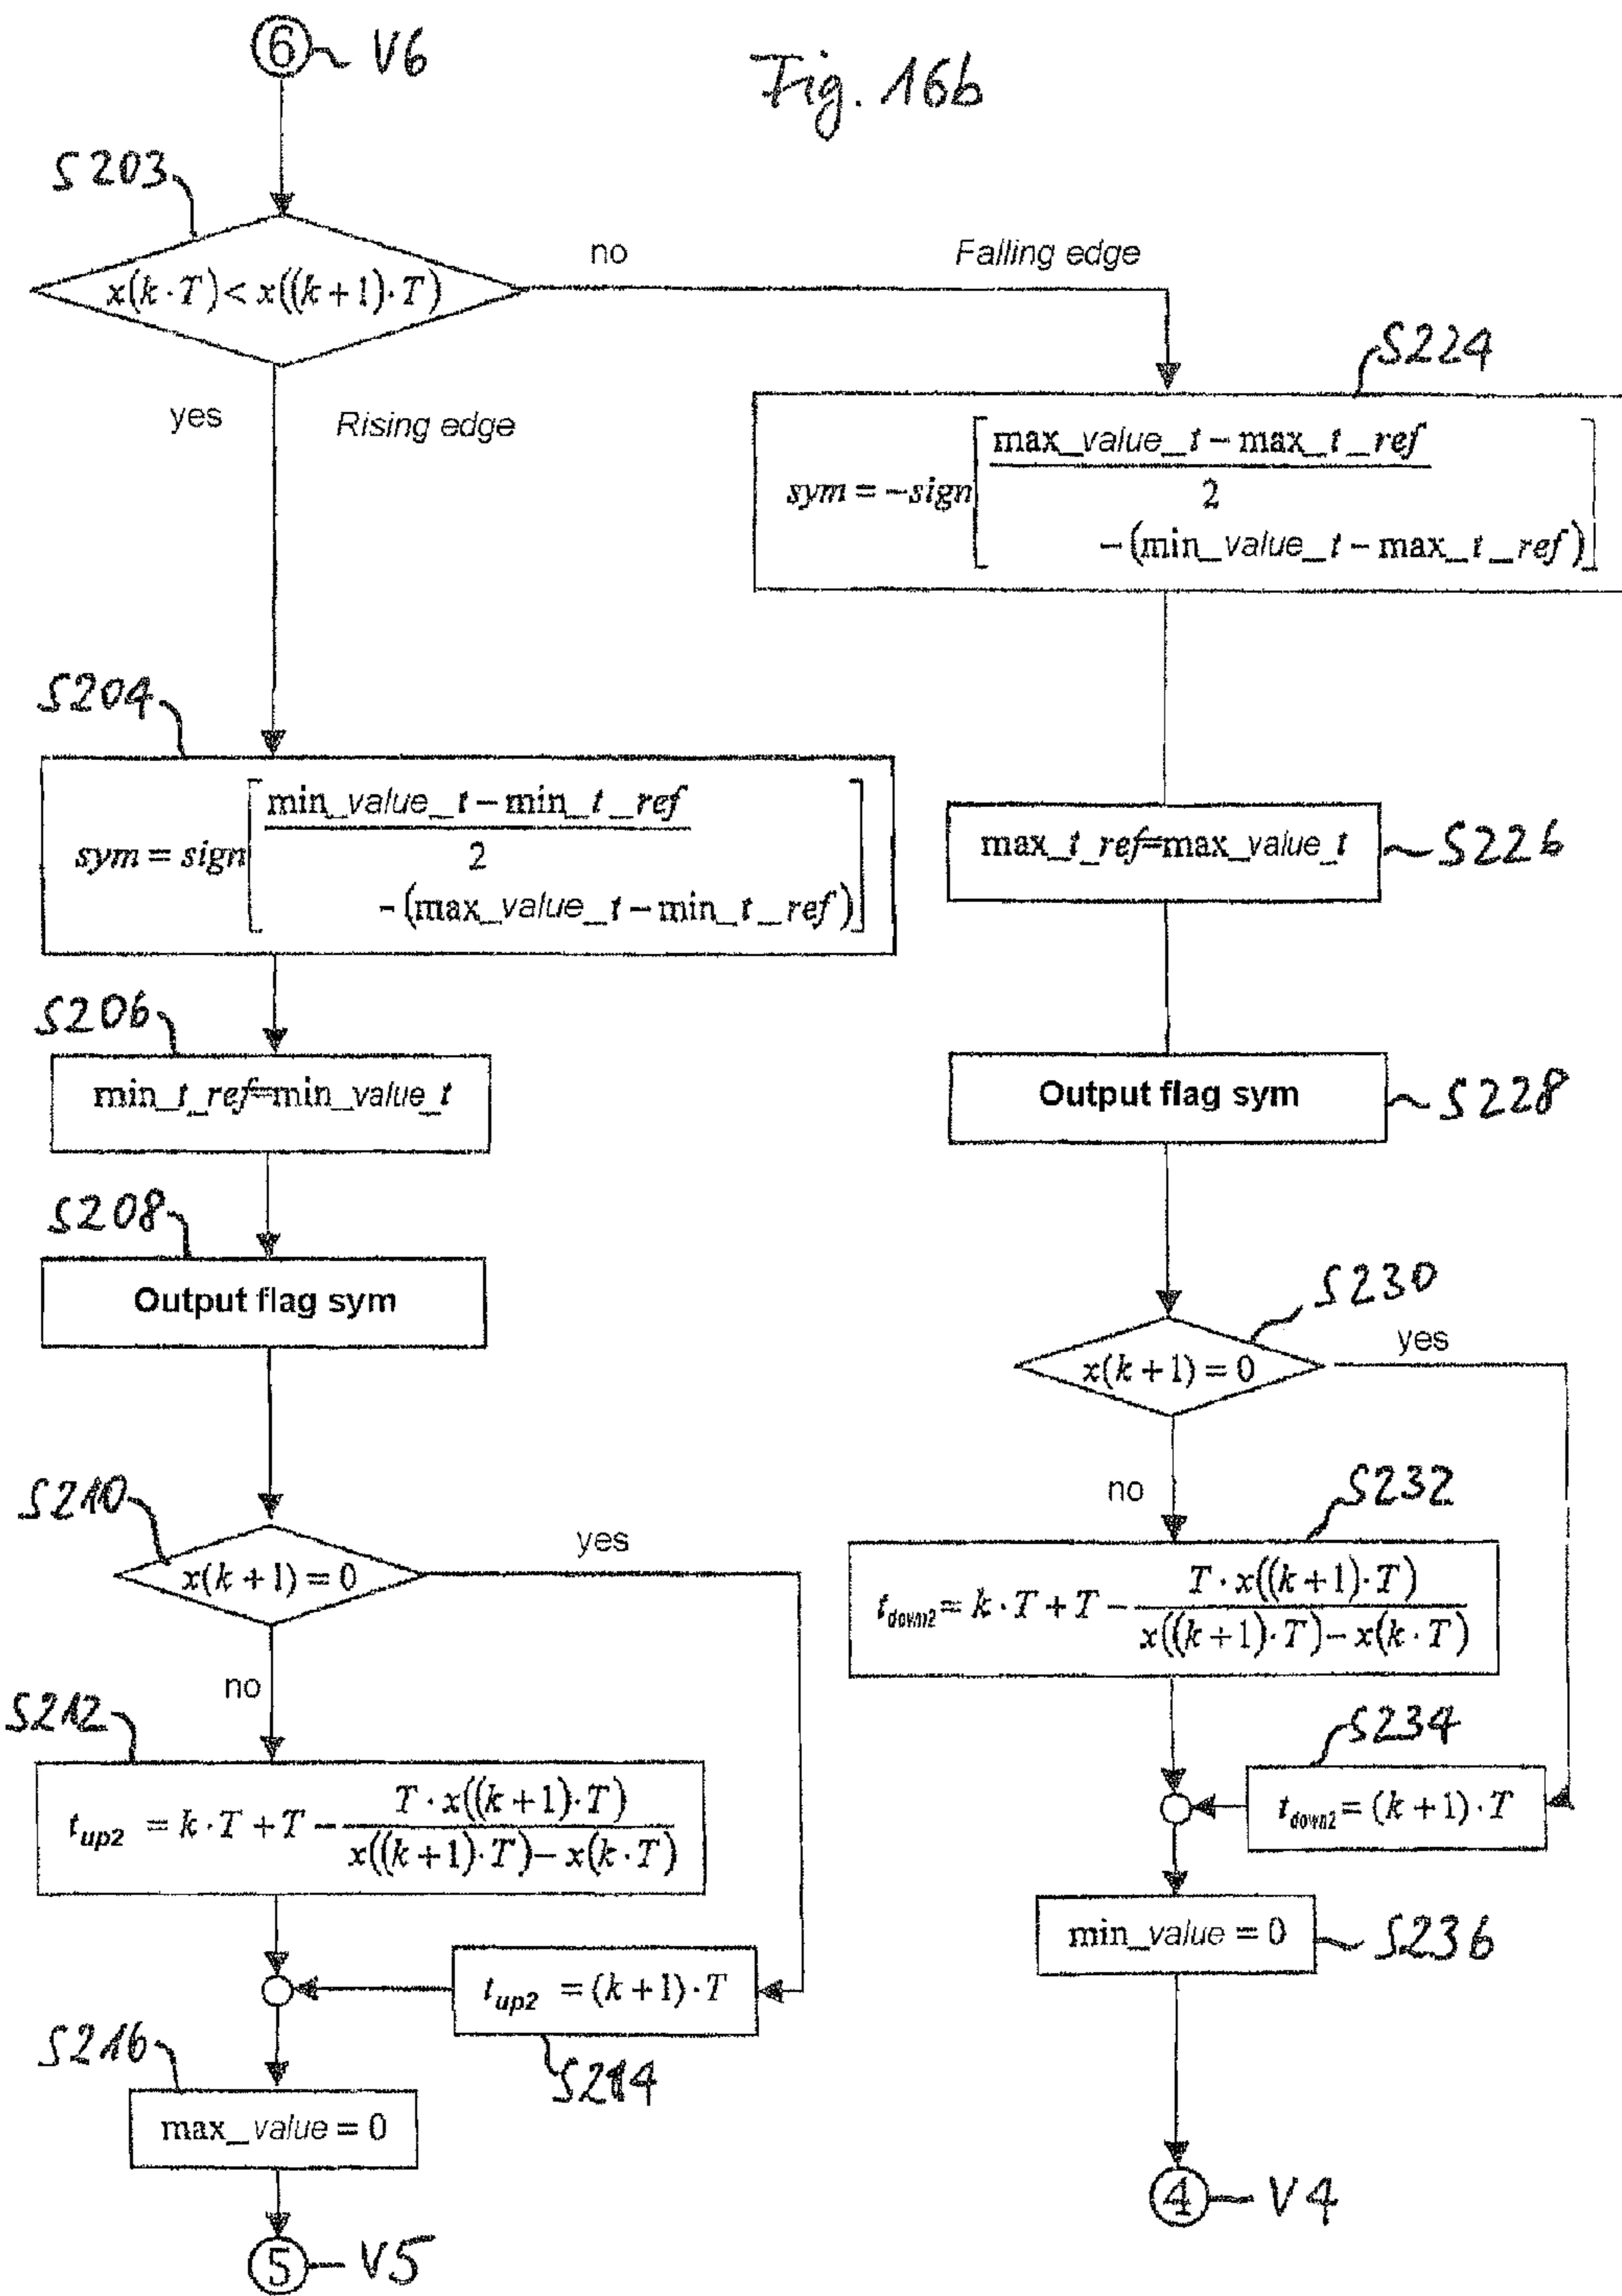 ⑥ V6
Fig. 16b
S203
x(k · T) < x((k + 1) · T)
no
Falling edge
yes
Rising edge
S224
sym = −sign[ (max_value_t − max_t_ref) / 2
− (min_value_t − max_t_ref) ]
S204
sym = sign[ (min_value_t − min_t_ref) / 2
- (max_value_t − min_t_ref) ]
max_t_ref=max_value_t
S226
S206
min_t_ref=min_value_t
Output flag sym
S228
S208
Output flag sym
S230
x(k + 1) = 0
yes
no
S232
t_down2 = k · T + T − (T · x((k + 1) · T)) / (x((k + 1) · T) − x(k · T))
S210
x(k + 1) = 0
yes
no
S212
t_up2 = k · T + T − (T · x((k + 1) · T)) / (x((k + 1) · T) − x(k · T))
S234
t_down2 = (k + 1) · T
min_value = 0
S236
t_up2 = (k + 1) · T
S214
S216
max_value = 0
④ V4
⑤ V5